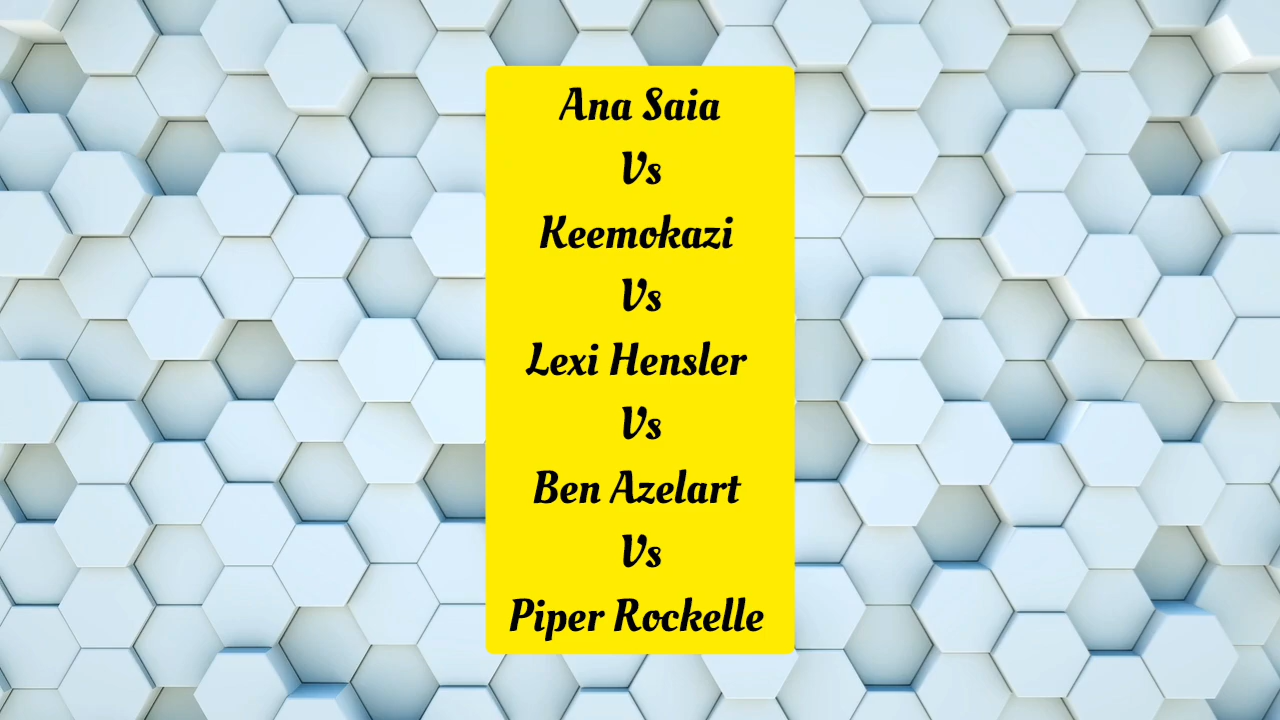 Ana Saia
Vs
Keemokazi
Vs
Lexi Hensler
Vs
Ben Azelart
Vs
Piper Rockelle